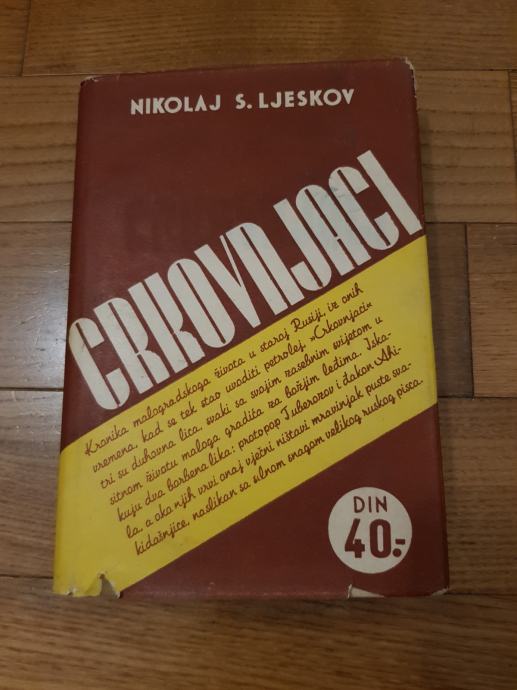 NIKOLAJ S. LJESKOV
CRKOVNJACI
Kronika malogradskoga života u staroj Rusiji, iz onih
vremena, kad se tek stao uvoditi petrolej. »Crkovnjaci«
tri su duhovna lica, svaki sa svojim zasebnim svijetom u
sitnom životu maloga gradića za božjim leđima. Iska-
kuju dva borbena lika: protopop Tuberozov i đakon Ahi-
la, a oko njih vrvi onaj vječni ništavi mravinjak puste sva-
kidašnjice, naslikan sa silnom snagom velikog ruskog pisca.
DIN
40.-